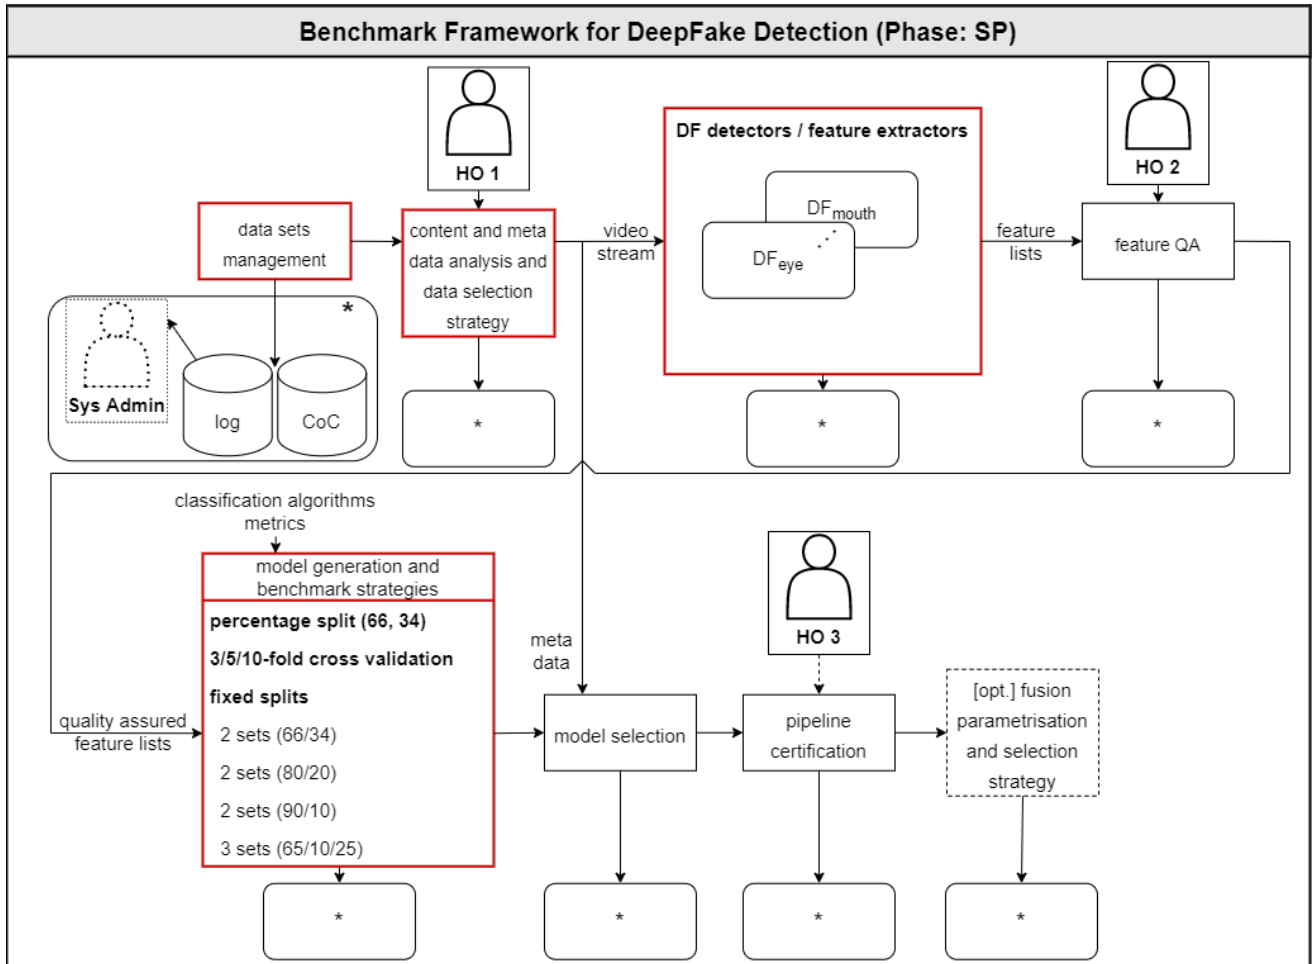 Benchmark Framework for DeepFake Detection (Phase: SP)
HO 1
HO 2
DF detectors / feature extractors
DFmouth
DFeye
data sets
management
content and meta
data analysis and
data selection
strategy
video
stream
feature
lists
feature QA
*
Sys Admin
log
CoC
*
*
*
classification algorithms
metrics
model generation and
benchmark strategies
percentage split (66, 34)
3/5/10-fold cross validation
fixed splits
2 sets (66/34)
2 sets (80/20)
2 sets (90/10)
3 sets (65/10/25)
quality assured
feature lists
meta
data
HO 3
model selection
pipeline
certification
[opt.] fusion
parametrisation
and selection
strategy
*
*
*
*